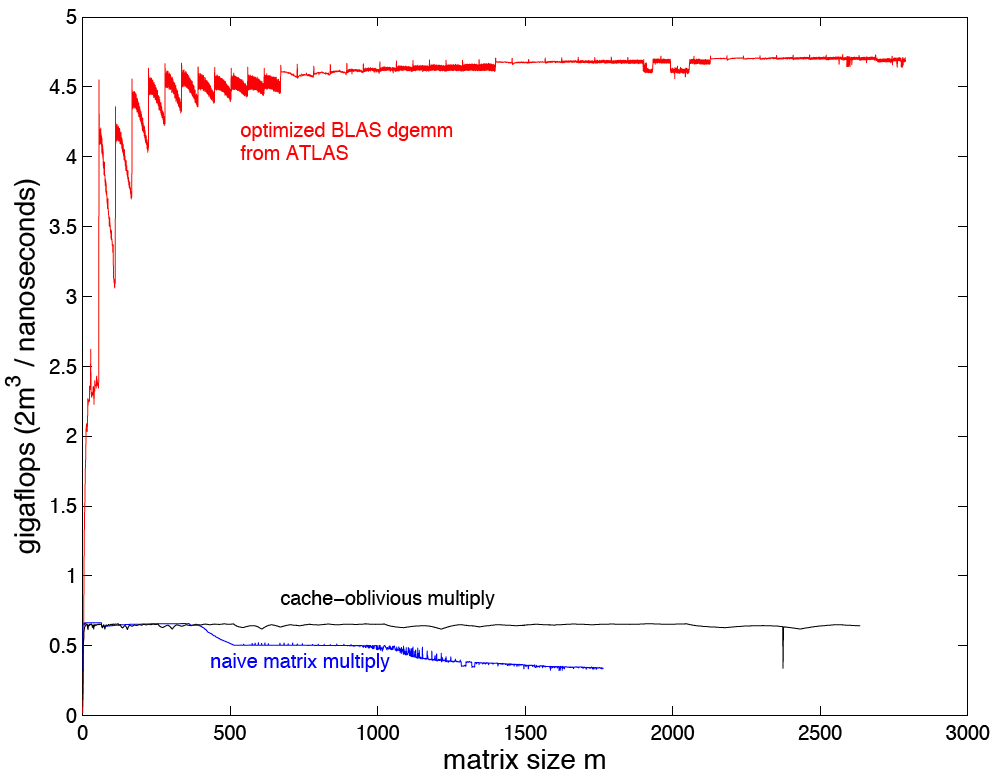 5
4.5
4
3.5
3
2.5
2
1.5
1
0.5
0
gigaflops (2m³ / nanoseconds)
optimized BLAS dgemm
from ATLAS
cache−oblivious multiply
naive matrix multiply
0 500 1000 1500 2000 2500 3000
matrix size m